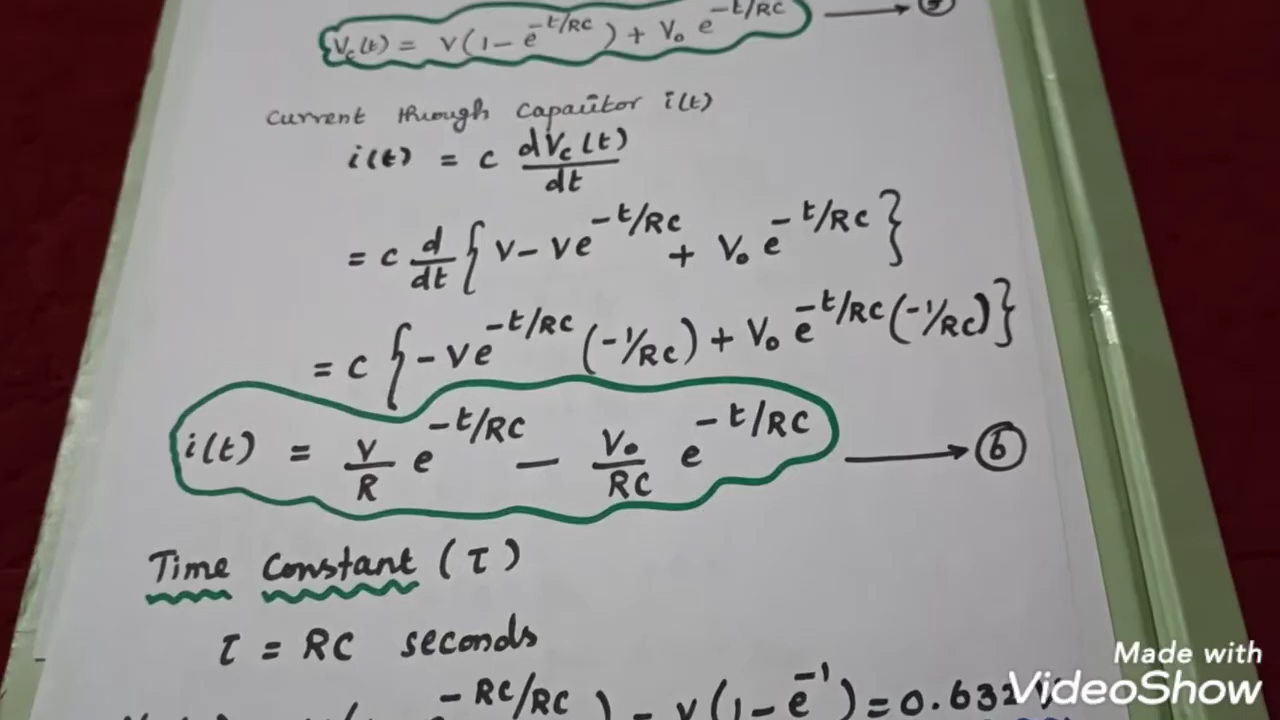 Vc(t) = V(1-e^-t/RC) + V₀ e^-t/RC → 5
Current through capacitor i(t)
i(t) = C dVc(t)/dt
= C d/dt { V - Ve^-t/RC + V₀ e^-t/RC }
= C { -Ve^-t/RC (-1/RC) + V₀ e^-t/RC (-1/RC) }
i(t) = V/R e^-t/RC - V₀/RC e^-t/RC → 6
Time Constant (τ)
τ = RC seconds
-RC/RC ) = V(1-e^-1) = 0.632 V
Made with
VideoShow